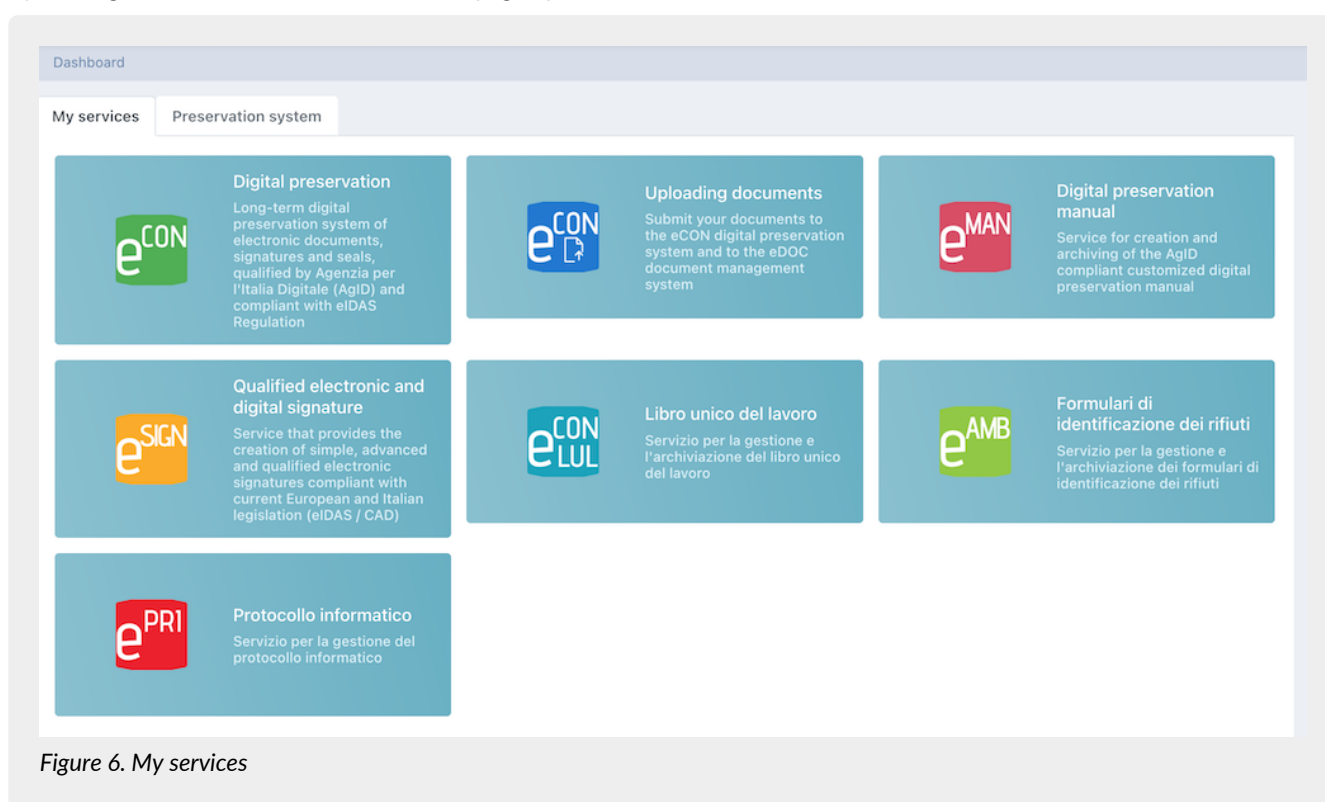 Dashboard
My services
Preservation system
eCON
Digital preservation
Long-term digital
preservation system of
electronic documents,
signatures and seals,
qualified by Agenzia per
l'Italia Digitale (AgID) and
compliant with eIDAS
Regulation
eCON
Uploading documents
Submit your documents to
the eCON digital preservation
system and to the eDOC
document management
system
eMAN
Digital preservation
manual
Service for creation and
archiving of the AgID
compliant customized digital
preservation manual
eSIGN
Qualified electronic and
digital signature
Service that provides the
creation of simple, advanced
and qualified electronic
signatures compliant with
current European and Italian
legislation (eIDAS / CAD)
eCON
LUL
Libro unico del lavoro
Servizio per la gestione e
l'archiviazione del libro unico
del lavoro
eAMB
Formulari di
identificazione dei rifiuti
Servizio per la gestione e
l'archiviazione dei formulari di
identificazione dei rifiuti
ePRI
Protocollo informatico
Servizio per la gestione del
protocollo informatico
Figure 6. My services